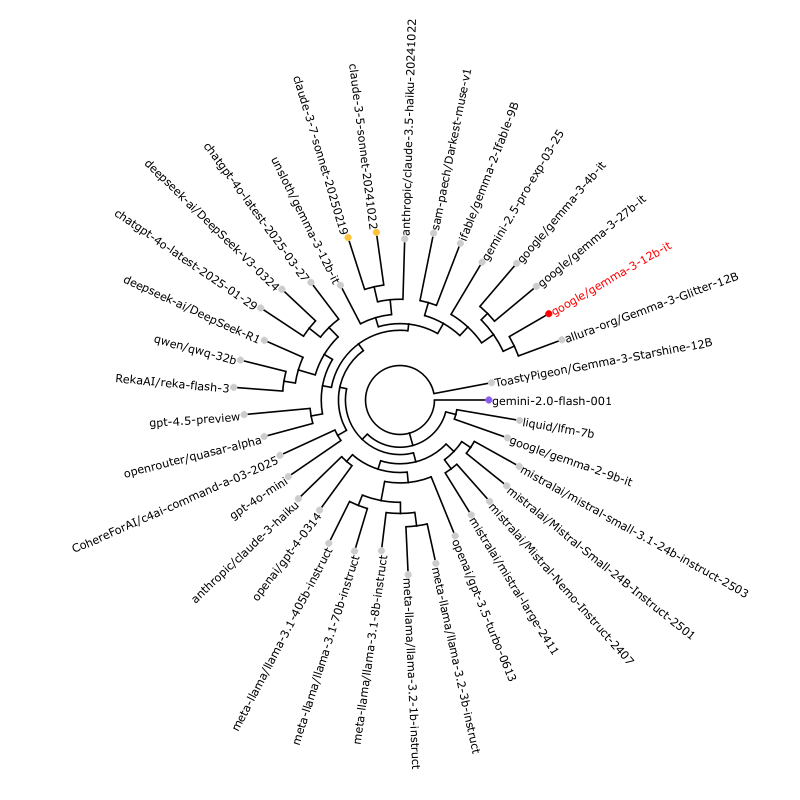 anthropic/claude-3.5-haiku-20241022
sam-paech/Darkest-muse-v1
ifable/gemma-2-Ifable-9B
gemini-2.5-pro-exp-03-25
google/gemma-3-4b-it
google/gemma-3-27b-it
google/gemma-3-12b-it
allura-org/Gemma-3-Glitter-12B
ToastyPigeon/Gemma-3-Starshine-12B
gemini-2.0-flash-001
liquid/lfm-7b
google/gemma-2-9b-it
mistralai/mistral-small-3.1-24b-instruct-2503
mistralai/Mistral-Small-24B-Instruct-2501
mistralai/Mistral-Nemo-Instruct-2407
mistralai/mistral-large-2411
openai/gpt-3.5-turbo-0613
meta-llama/llama-3.2-3b-instruct
meta-llama/llama-3.2-1b-instruct
meta-llama/llama-3.1-8b-instruct
meta-llama/llama-3.1-70b-instruct
meta-llama/llama-3.1-405b-instruct
openai/gpt-4-0314
anthropic/claude-3-haiku
gpt-4o-mini
CohereForAI/c4ai-command-a-03-2025
openrouter/quasar-alpha
gpt-4.5-preview
RekaAI/reka-flash-3
qwen/qwq-32b
deepseek-ai/DeepSeek-R1
chatgpt-4o-latest-2025-01-29
deepseek-ai/DeepSeek-V3-0324
chatgpt-4o-latest-2025-03-27
unsloth/gemma-3-12b-it
claude-3-7-sonnet-20250219
claude-3-5-sonnet-20241022